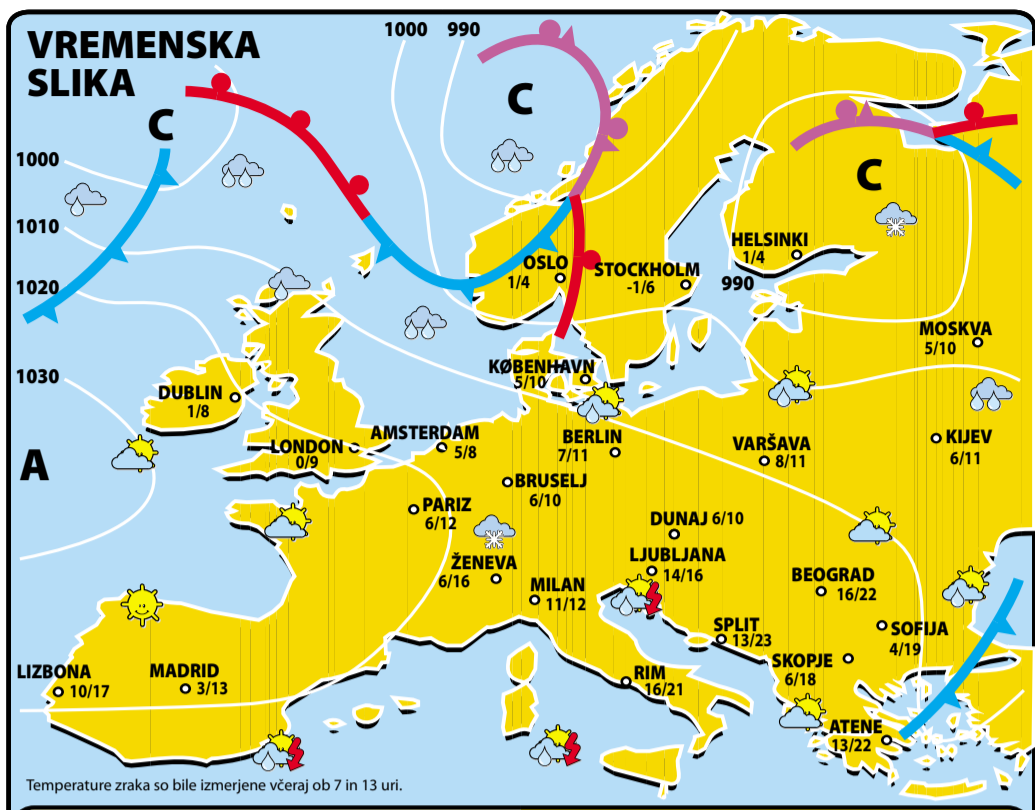 VREMENSKA
SLIKA
1000 990
C
C
1000
C
1010
HELSINKI
1/4
OSLO
1/4
STOCKHOLM
-1/6
990
1020
MOSKVA
5/10
KØBENHAVN
5/10
1030
DUBLIN
1/8
AMSTERDAM
5/8
BERLIN
7/11
VARŠAVA
8/11
KIJEV
6/11
LONDON
0/9
A
BRUSELJ
6/10
PARIZ
6/12
DUNAJ 6/10
LJUBLJANA
14/16
ŽENEVA
6/16
MILAN
11/12
BEOGRAD
16/22
SPLIT
13/23
SOFIJA
4/19
SKOPJE
6/18
LIZBONA
10/17
MADRID
3/13
RIM
16/21
ATENE
13/22
Temperature zraka so bile izmerjene včeraj ob 7 in 13 uri.